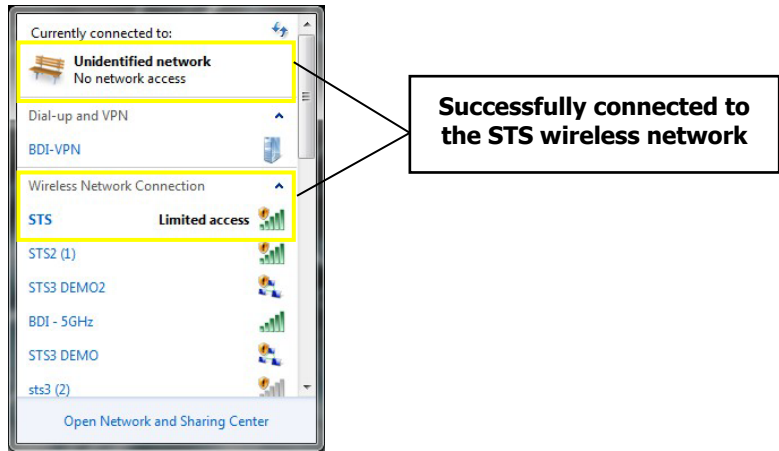 Currently connected to:
Unidentified network
No network access
Dial-up and VPN
BDI-VPN
Wireless Network Connection
STS Limited access
STS2 (1)
STS3 DEMO2
BDI - 5GHz
STS3 DEMO
sts3 (2)
Open Network and Sharing Center
Successfully connected to
the STS wireless network